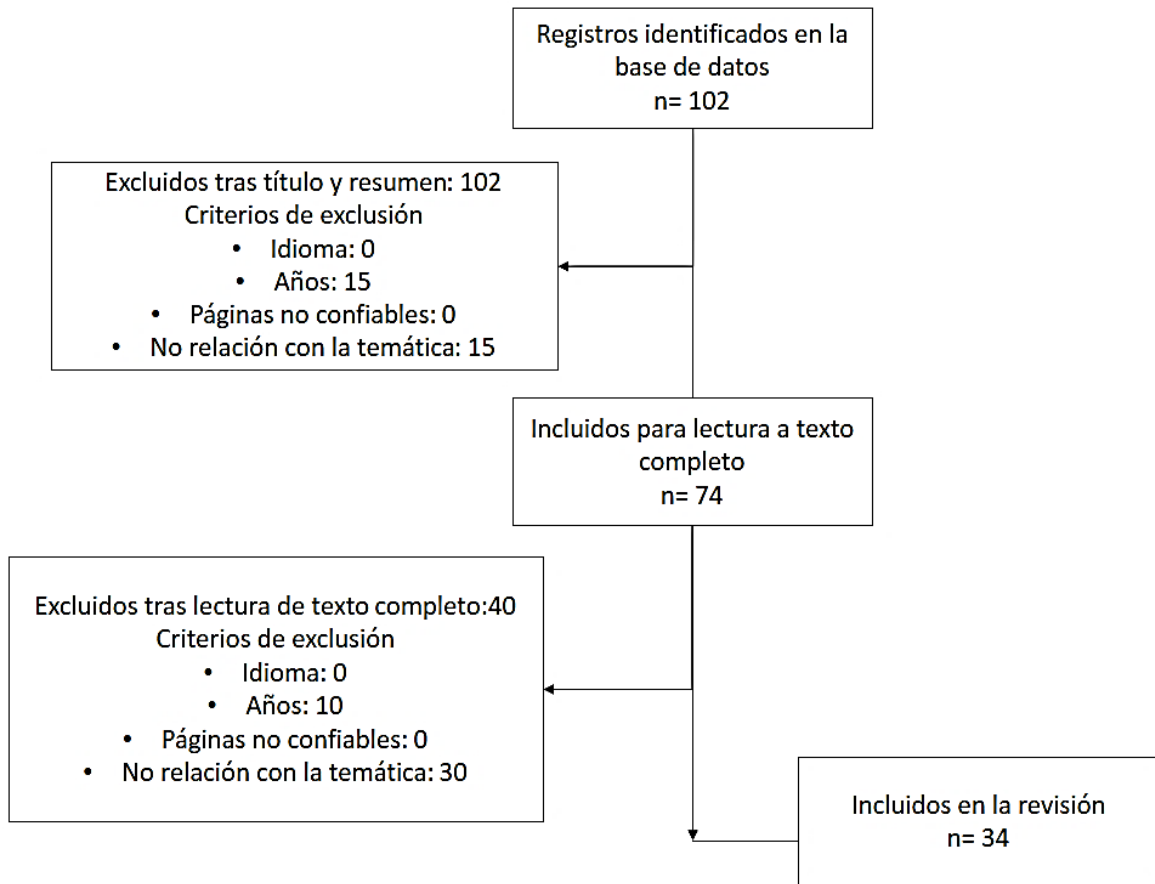 Registros identificados en la
base de datos
n= 102
Excluidos tras título y resumen: 102
Criterios de exclusión
• Idioma: 0
• Años: 15
• Páginas no confiables: 0
• No relación con la temática: 15
Incluidos para lectura a texto
completo
n= 74
Excluidos tras lectura de texto completo:40
Criterios de exclusión
• Idioma: 0
• Años: 10
• Páginas no confiables: 0
• No relación con la temática: 30
Incluidos en la revisión
n= 34